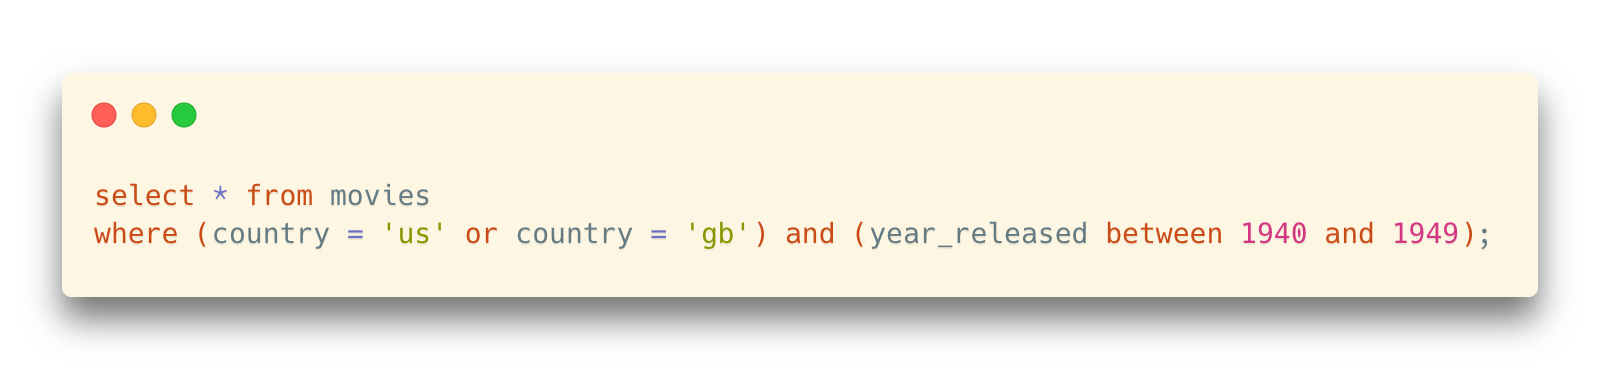 select * from movies
where (country = 'us' or country = 'gb') and (year_released between 1940 and 1949);